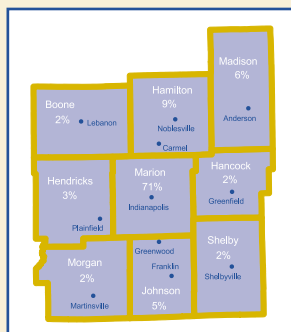 Madison
6%
Anderson
Hamilton
9%
Noblesville
Carmel
Boone
2%
Lebanon
Hendricks
3%
Plainfield
Marion
71%
Indianapolis
Hancock
2%
Greenfield
Morgan
2%
Martinsville
Greenwood
Franklin
Johnson
5%
Shelby
2%
Shelbyville